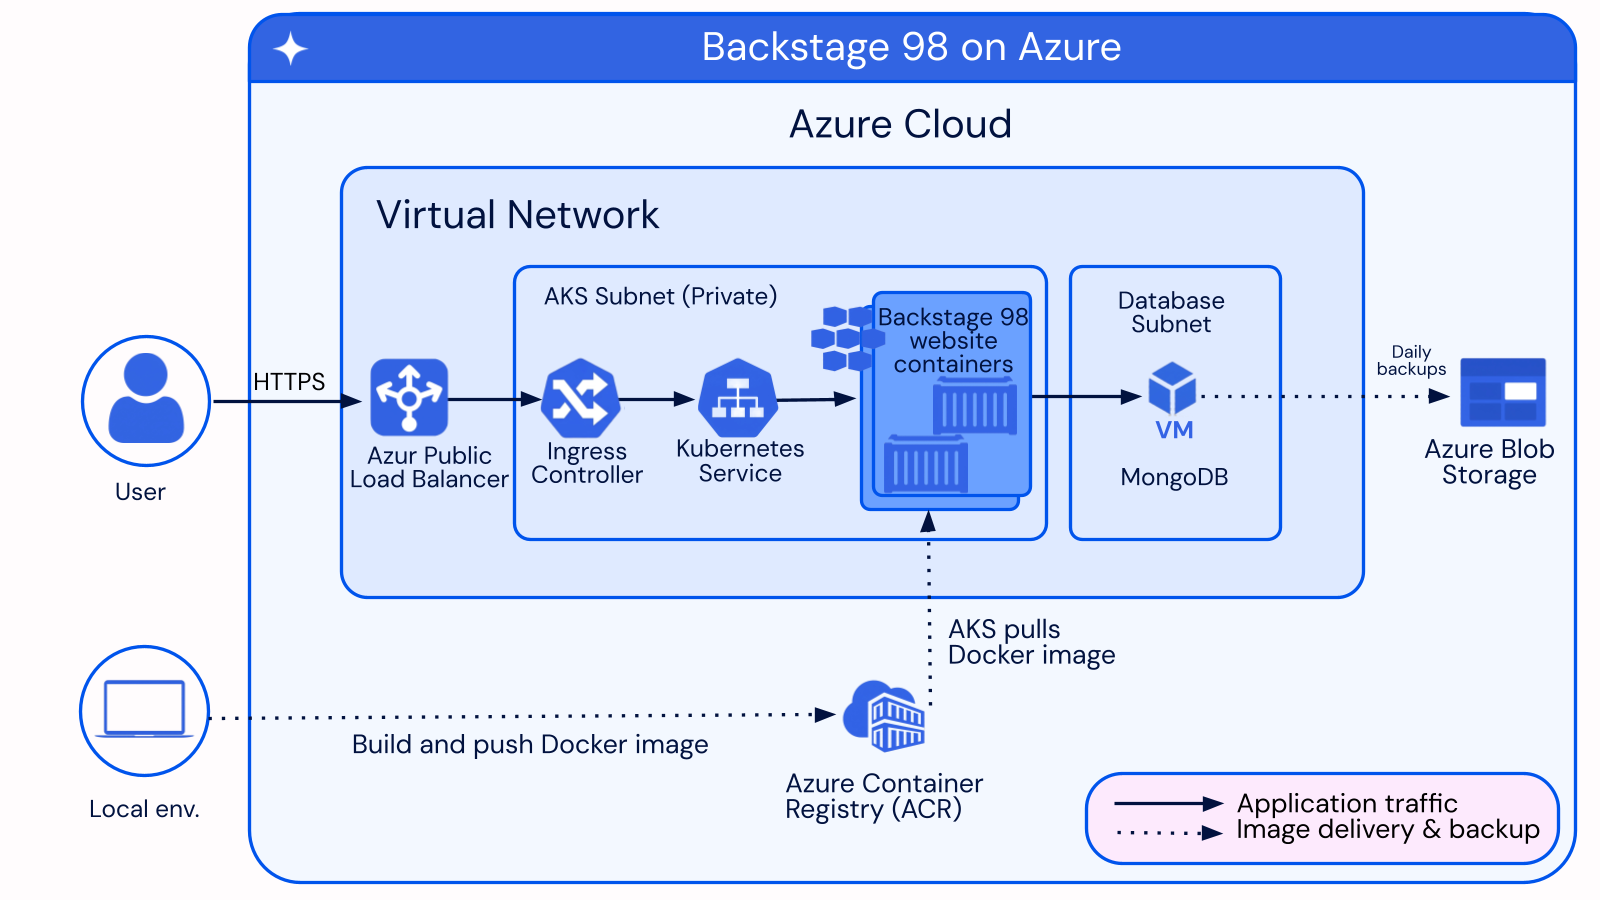 Backstage 98 on Azure
Azure Cloud
Virtual Network
AKS Subnet (Private)
Backstage 98
website
containers
Database
Subnet
Daily
backups
HTTPS
User
Azur Public
Load Balancer
Ingress
Controller
Kubernetes
Service
VM
MongoDB
Azure Blob
Storage
AKS pulls
Docker image
Build and push Docker image
Local env.
Azure Container
Registry (ACR)
Application traffic
Image delivery & backup